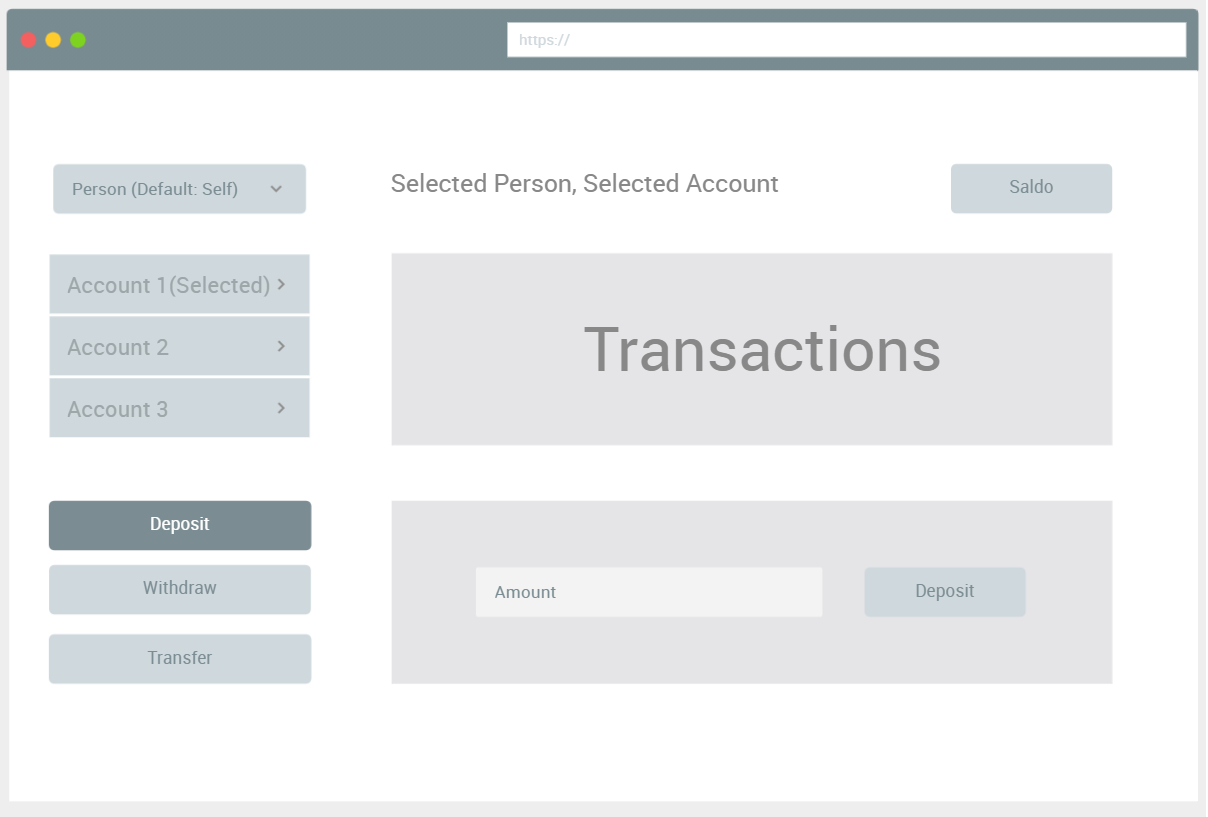 https://
Person (Default: Self)
Selected Person, Selected Account
Saldo
Account 1(Selected)
Account 2
Account 3
Transactions
Deposit
Withdraw
Transfer
Amount
Deposit